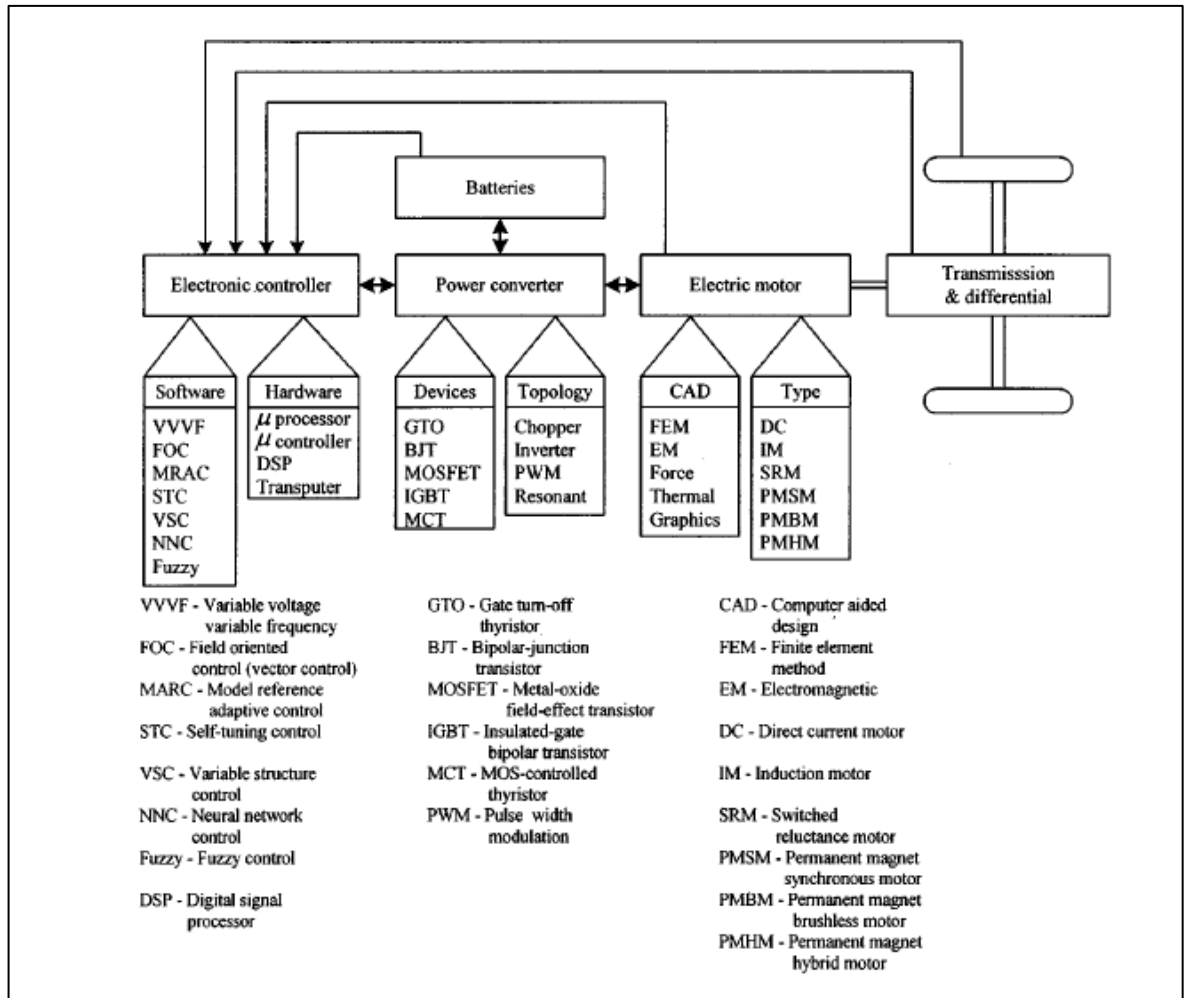 Batteries
Electronic controller
Power converter
Electric motor
Transmisssion
& differential
Software
VVVF
FOC
MRAC
STC
VSC
NNC
Fuzzy
Hardware
μ processor
μ controller
DSP
Transputer
Devices
GTO
BJT
MOSFET
IGBT
MCT
Topology
Chopper
Inverter
PWM
Resonant
CAD
FEM
EM
Force
Thermal
Graphics
Type
DC
IM
SRM
PMSM
PMBM
PMHM
VVVF - Variable voltage
variable frequency
FOC - Field oriented
control (vector control)
MARC - Model reference
adaptive control
STC - Self-tuning control
VSC - Variable structure
control
NNC - Neural network
control
Fuzzy - Fuzzy control
DSP - Digital signal
processor
GTO - Gate turn-off
thyristor
BJT - Bipolar-junction
transistor
MOSFET - Metal-oxide
field-effect transistor
IGBT - Insulated-gate
bipolar transistor
MCT - MOS-controlled
thyristor
PWM - Pulse width
modulation
CAD - Computer aided
design
FEM - Finite element
method
EM - Electromagnetic
DC - Direct current motor
IM - Induction motor
SRM - Switched
reluctance motor
PMSM - Permanent magnet
synchronous motor
PMBM - Permanent magnet
brushless motor
PMHM - Permanent magnet
hybrid motor